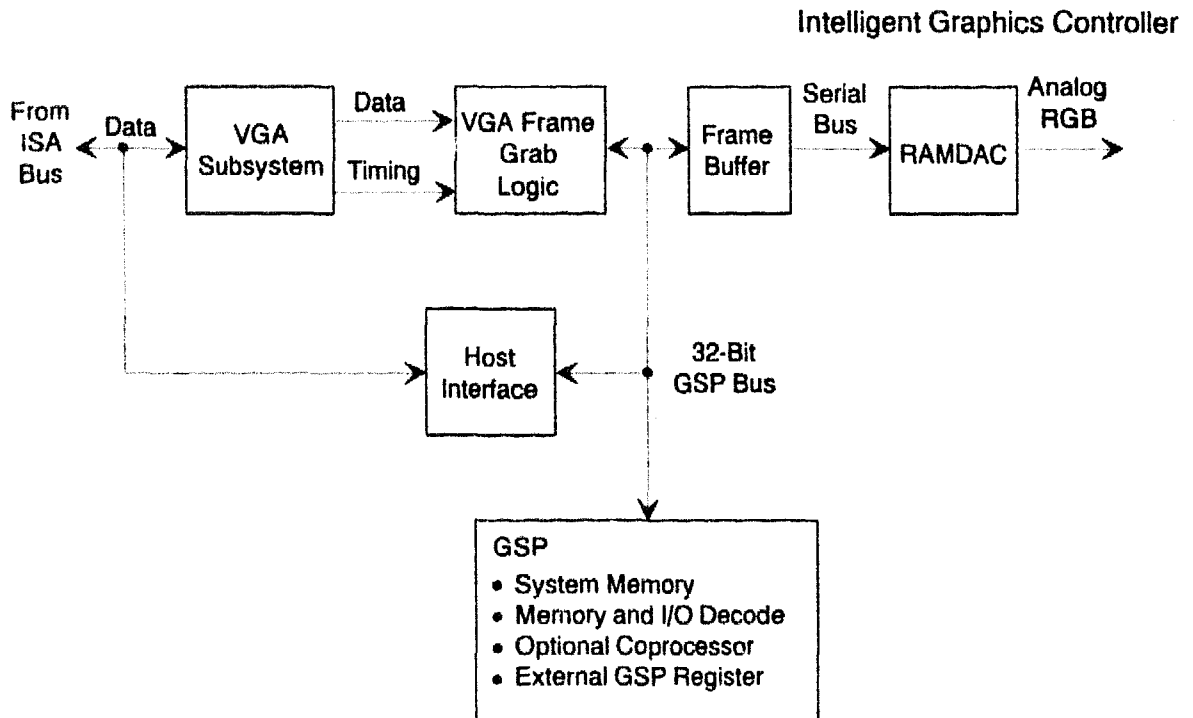 Intelligent Graphics Controller
From
ISA
Bus
Data
VGA
Subsystem
Data
Timing
VGA Frame
Grab
Logic
Frame
Buffer
Serial
Bus
RAMDAC
Analog
RGB
Host
Interface
32-Bit
GSP Bus
GSP
• System Memory
• Memory and I/O Decode
• Optional Coprocessor
• External GSP Register